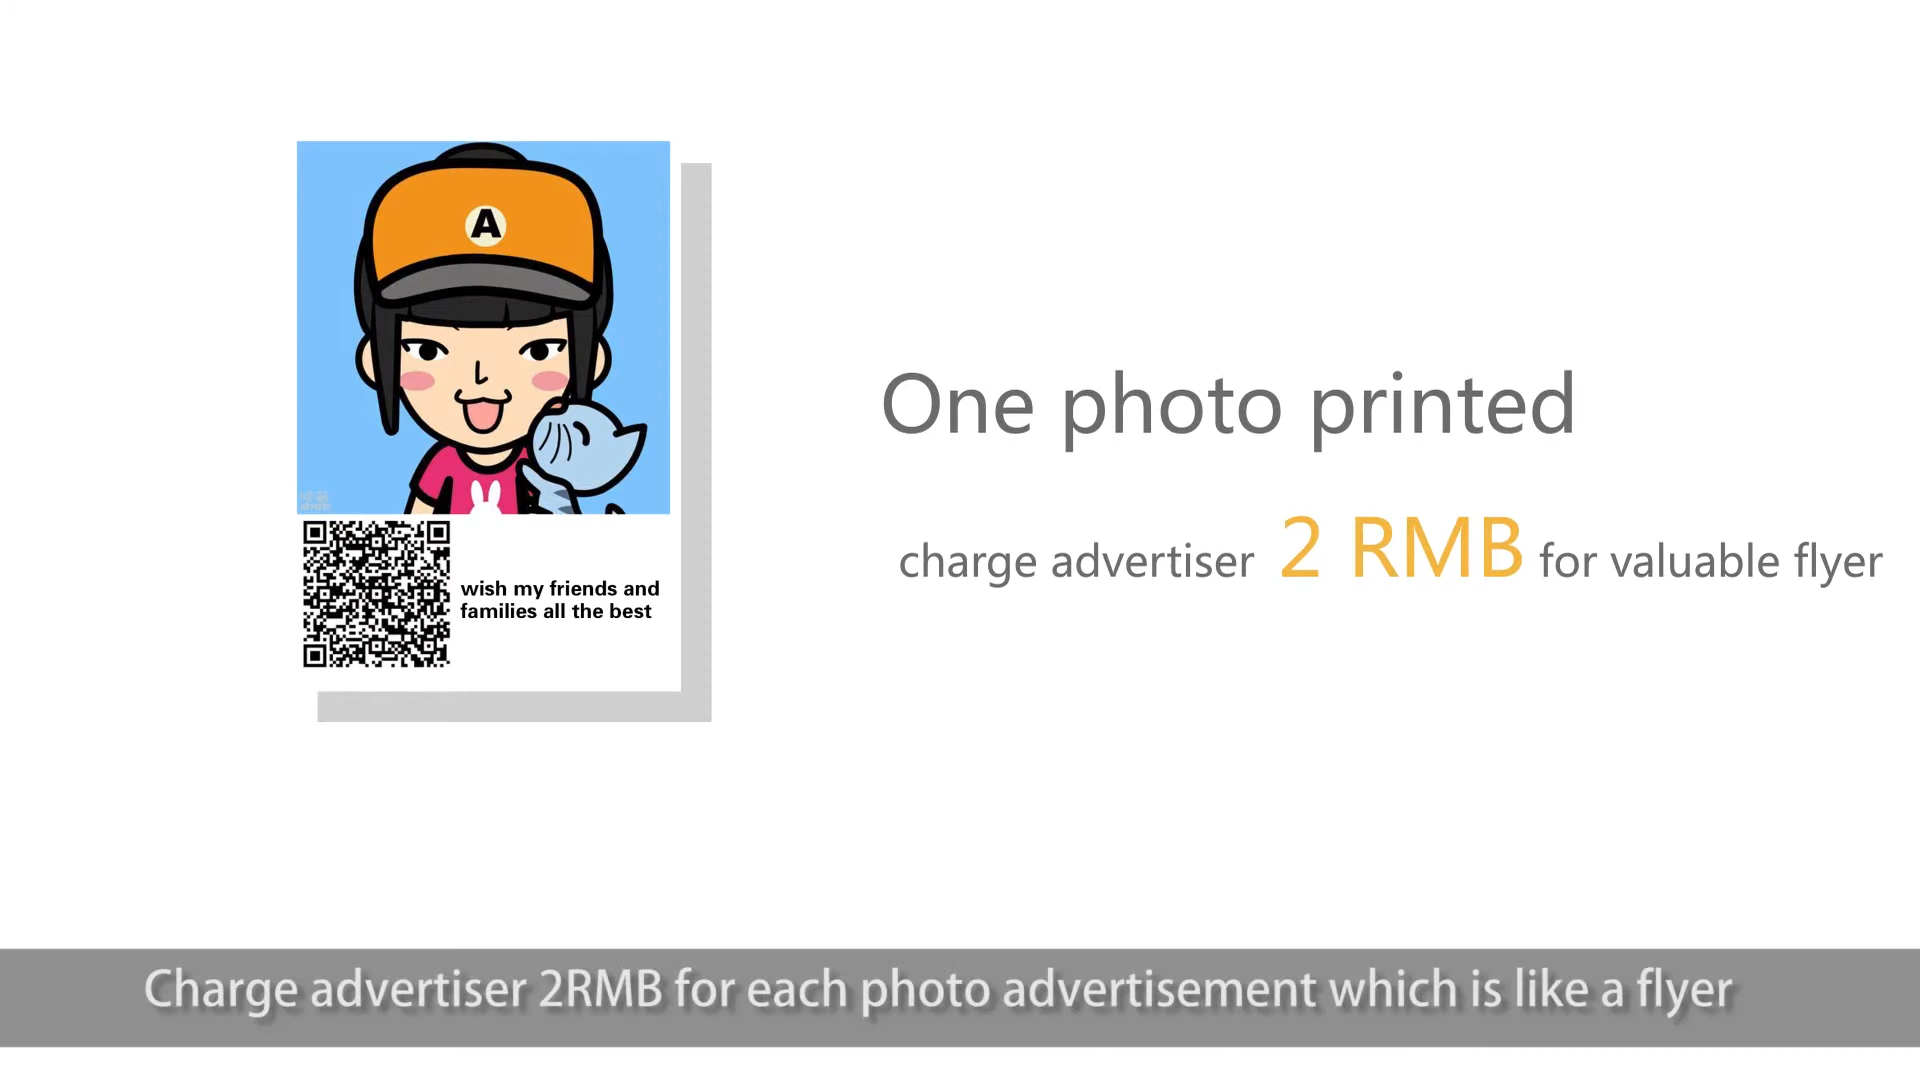 A
wish my friends and
families all the best
One photo printed
charge advertiser 2 RMB for valuable flyer
Charge advertiser 2RMB for each photo advertisement which is like a flyer